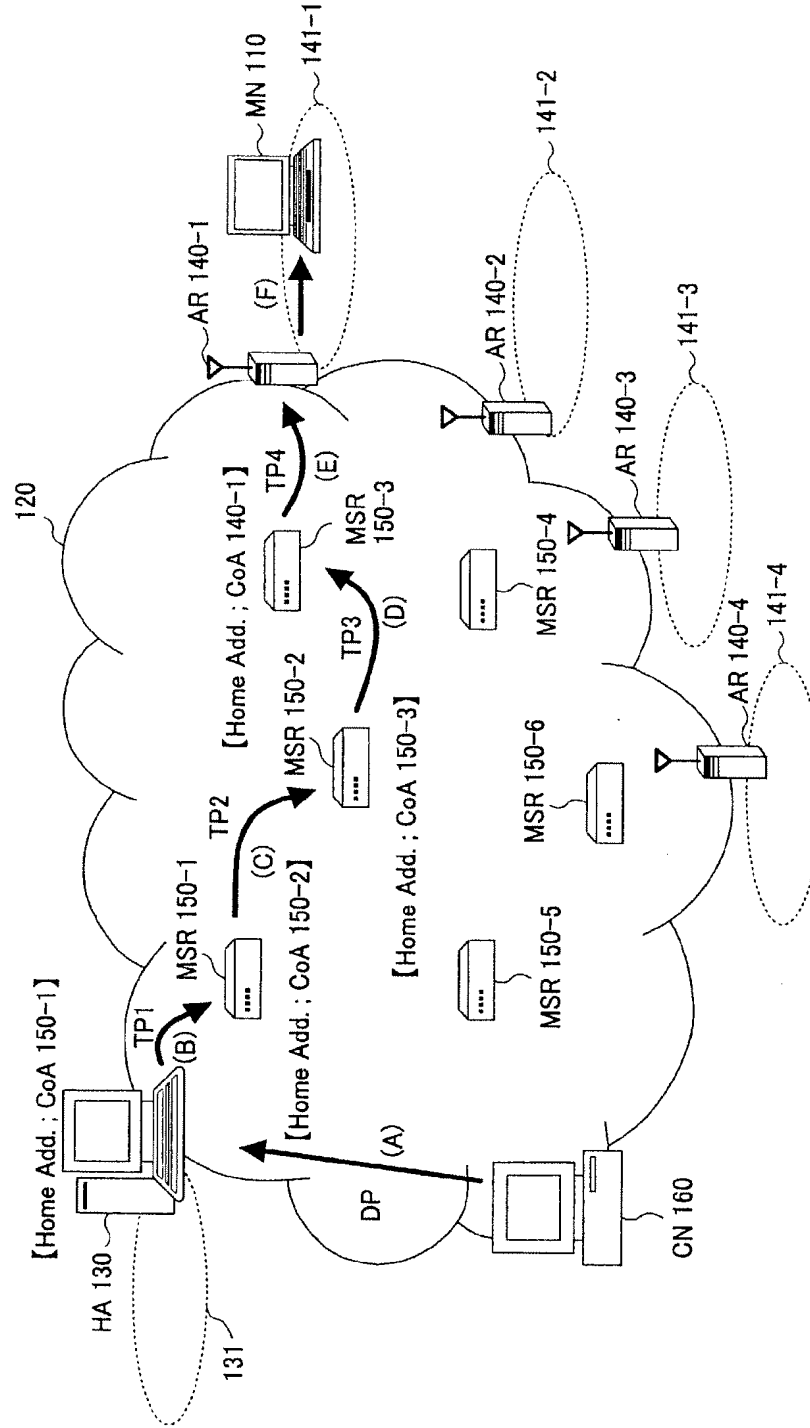 120
AR 140-1
MN 110
141-1
(F)
TP4
(E)
【Home Add. ; CoA 140-1】
MSR
150-3
【Home Add. ; CoA 150-1】
HA 130
131
TP1
(B)
MSR 150-1
TP2
(C)
【Home Add. ; CoA 150-2】
MSR 150-2
TP3
(D)
【Home Add. ; CoA 150-3】
AR 140-2
141-2
MSR 150-4
AR 140-3
141-3
DP
(A)
MSR 150-5
MSR 150-6
AR 140-4
141-4
CN 160